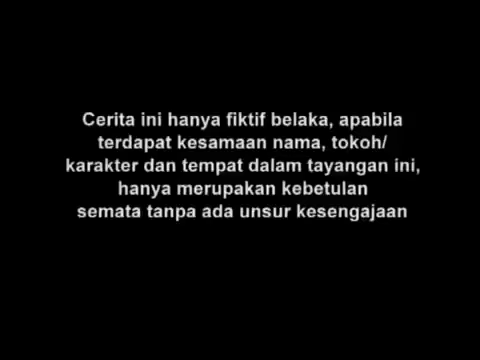 Cerita ini hanya fiktif belaka, apabila
terdapat kesamaan nama, tokoh/
karakter dan tempat dalam tayangan ini,
hanya merupakan kebetulan
semata tanpa ada unsur kesengajaan